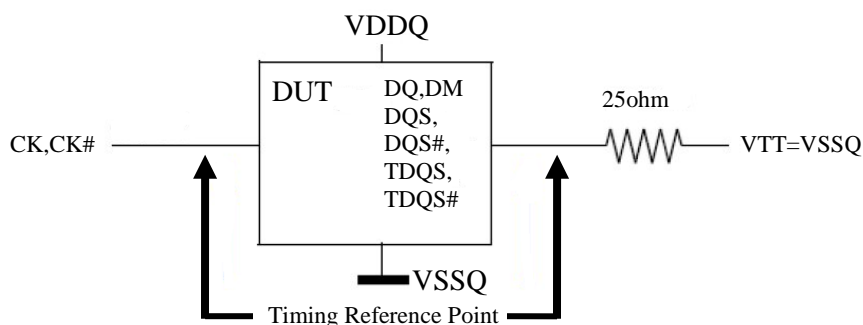 VDDQ
DUT
DQ,DM
DQS,
DQS#,
TDQS,
TDQS#
25ohm
CK,CK#
VTT=VSSQ
VSSQ
Timing Reference Point